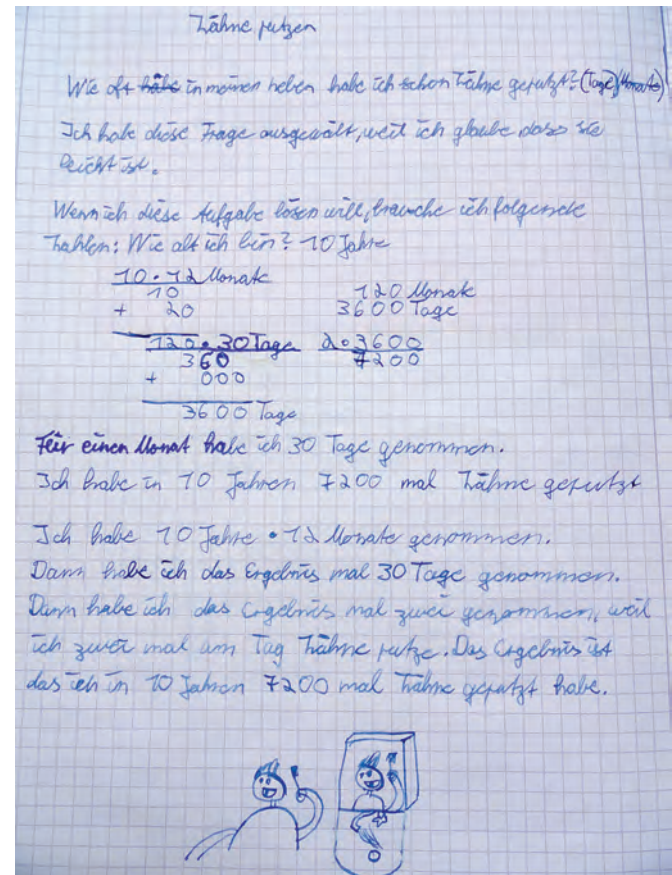 Zähne putzen
Wie oft habe in meinen Leben habe ich schon Zähne geputzt? (Tage) (Monate)
Ich habe diese Frage ausgewält, weil ich glaube, dass sie
leicht ist.
Wenn ich diese Aufgabe lösen will, brauche ich folgende
Zahlen: Wie alt ich bin? 10 Jahre
10 • 12 Monate
10
+ 20
120 • 30 Tage
360
+ 000
3600 Tage
120 Monate
3600 Tage
2 • 3600
7200
Für einen Monat habe ich 30 Tage genommen.
Ich habe in 10 Jahren 7200 mal Zähne geputzt
Ich habe 10 Jahre • 12 Monate genommen.
Dann habe ich das Ergebnis mal 30 Tage genommen.
Dann habe ich das Ergebnis mal zwei genommen, weil
ich zwei mal am Tag Zähne putze. Das Ergebnis ist
das ich in 10 Jahren 7200 mal Zähne geputzt habe.